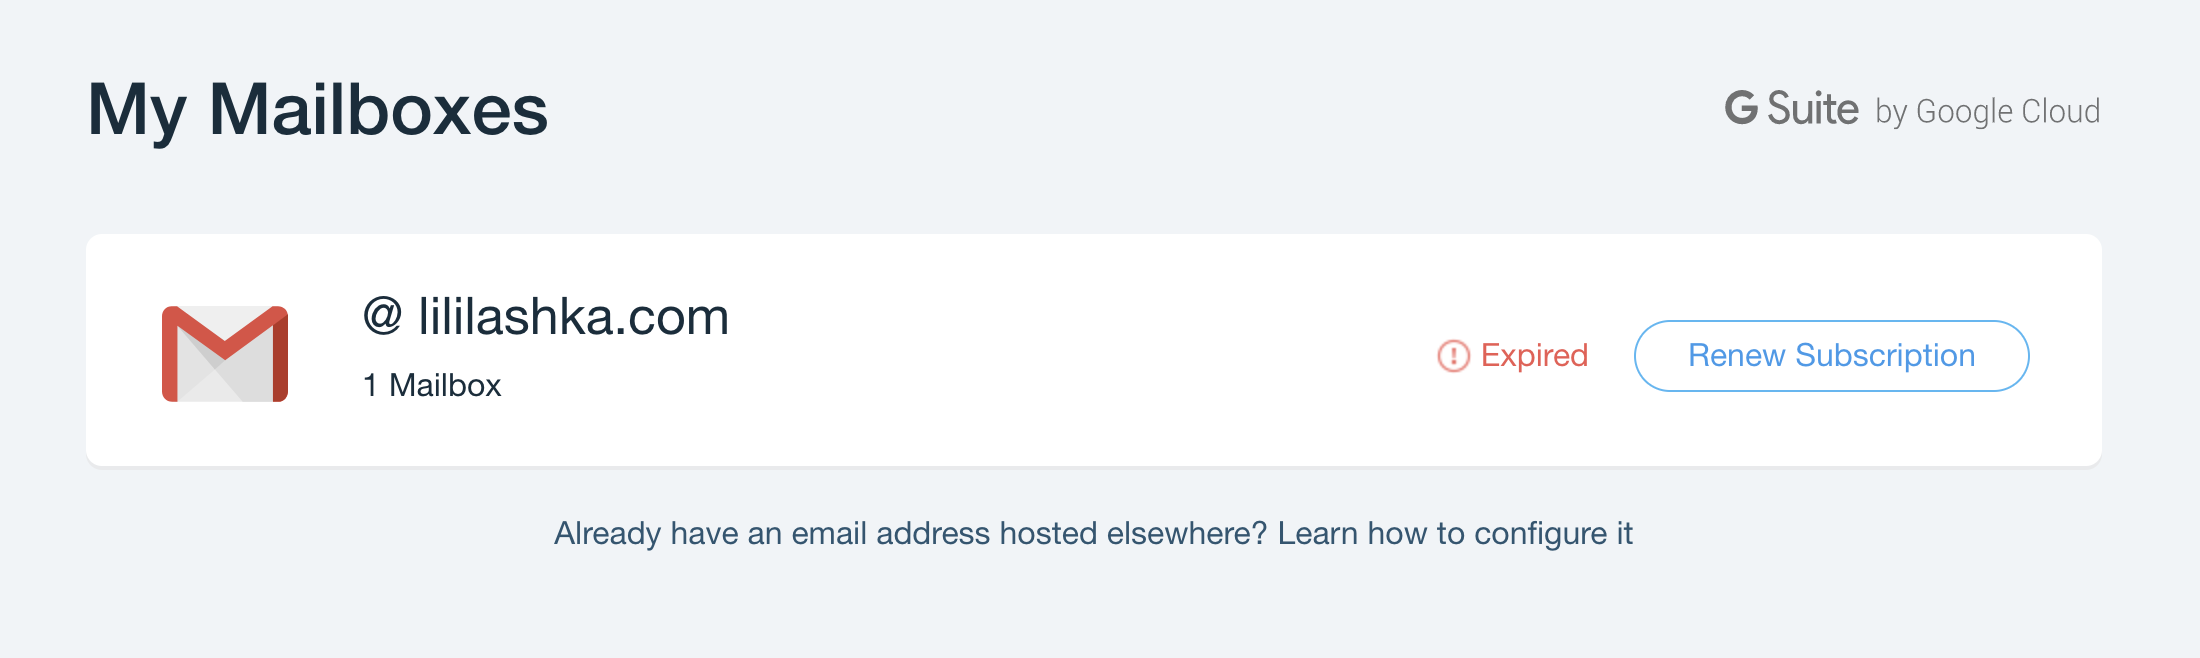 My Mailboxes
G Suite by Google Cloud
@ lililashka.com
1 Mailbox
Expired
Renew Subscription
Already have an email address hosted elsewhere? Learn how to configure it